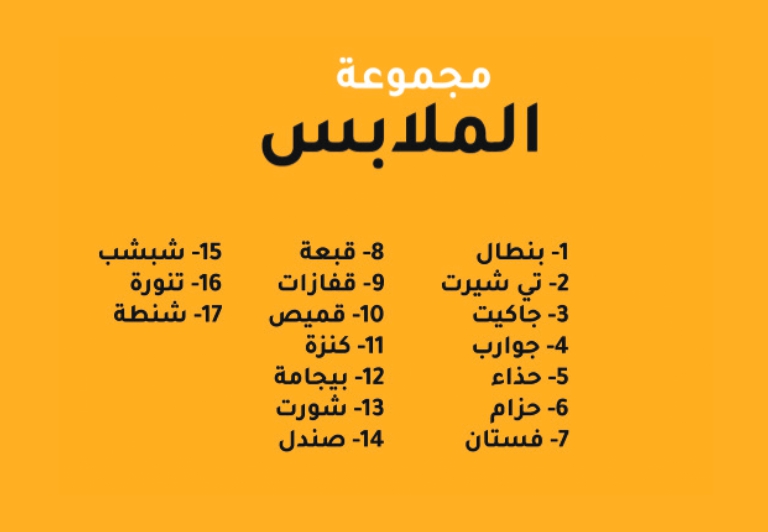 مجموعة
الملابس
1- بنطال
2- تي شيرت
3- جاكيت
4- جوارب
5- حذاء
6- حزام
7- فستان
8- قبعة
9- قفازات
10- قميص
11- كنزة
12- بيجامة
13- شورت
14- صندل
15- شبشب
16- تنورة
17- شنطة